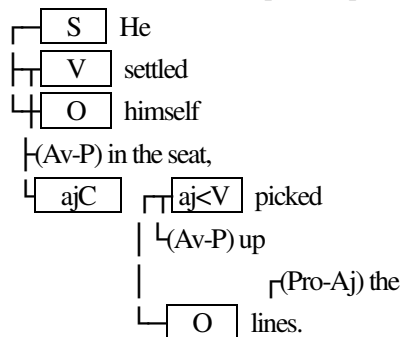 S He
V settled
O himself
(Av-P) in the seat,
ajC aj<V picked
(Av-P) up
(Pro-Aj) the
O lines.